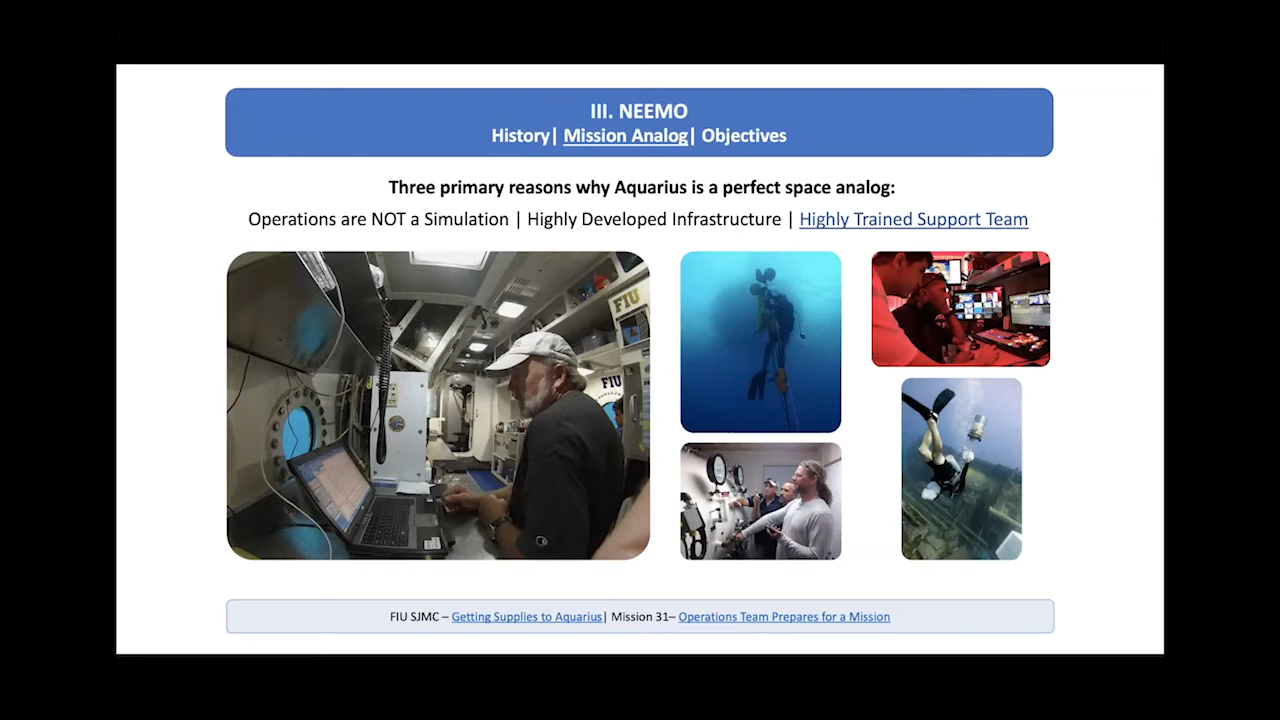 III. NEEMO
History| Mission Analog| Objectives
Three primary reasons why Aquarius is a perfect space analog:
Operations are NOT a Simulation | Highly Developed Infrastructure | Highly Trained Support Team
FIU
FIU
FIU SJMC – Getting Supplies to Aquarius| Mission 31– Operations Team Prepares for a Mission